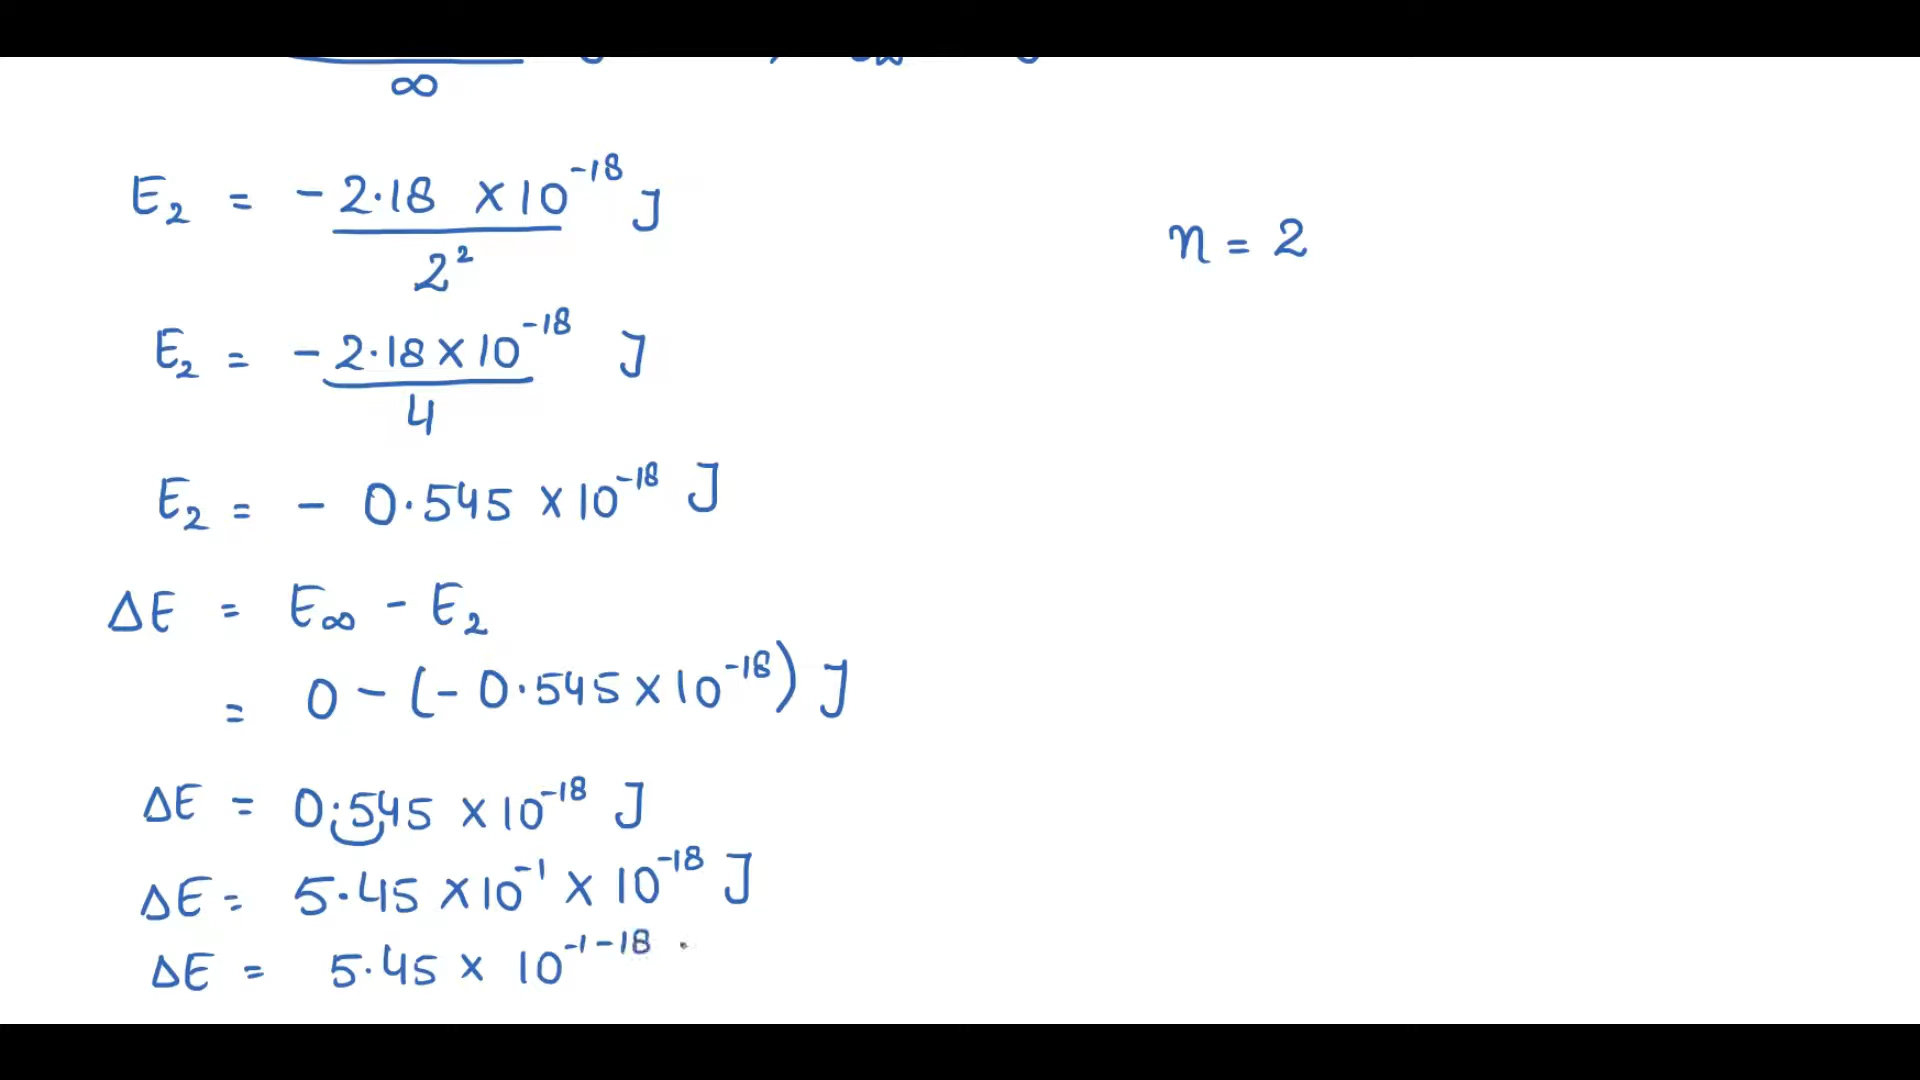 ∞
E₂ = - 2.18 × 10⁻¹⁸ J
2²
n = 2
E₂ = - 2.18 × 10⁻¹⁸ J
4
E₂ = - 0.545 × 10⁻¹⁸ J
ΔE = E∞ - E₂
= 0 - (- 0.545 × 10⁻¹⁸) J
ΔE = 0.545 × 10⁻¹⁸ J
ΔE = 5.45 × 10⁻¹ × 10⁻¹⁸ J
ΔE = 5.45 × 10⁻¹⁻¹⁸